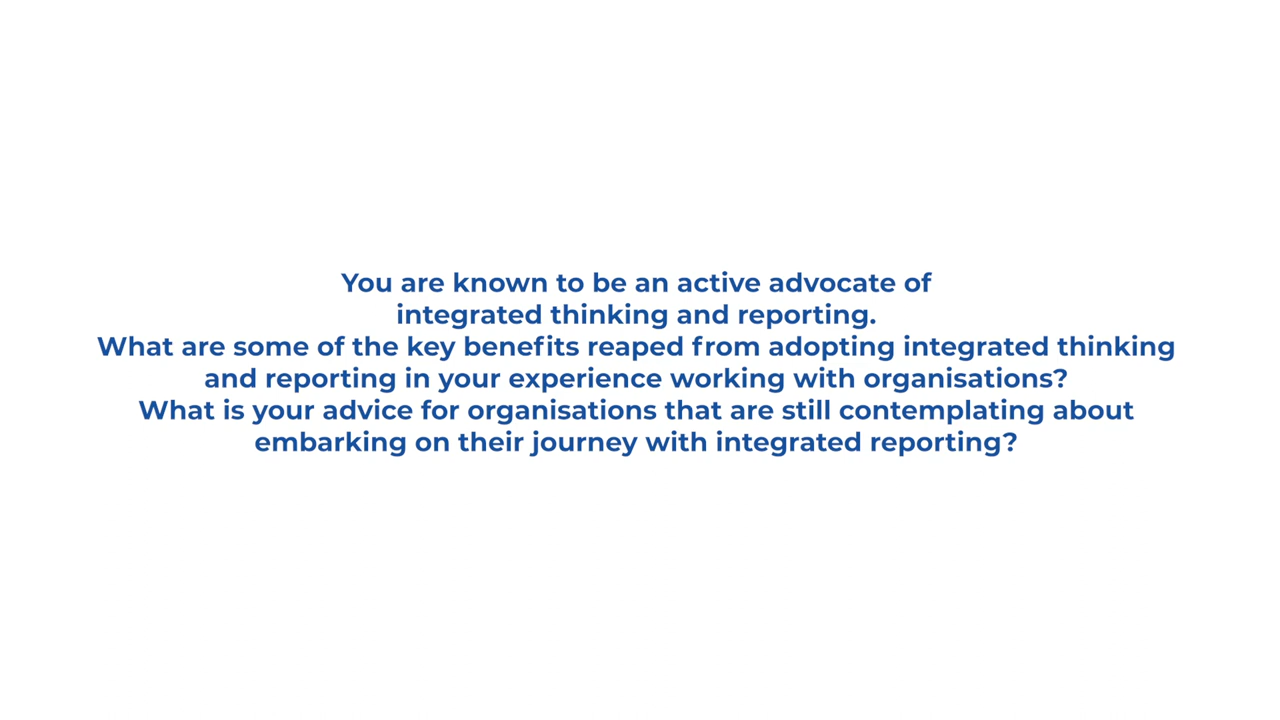 You are known to be an active advocate of
integrated thinking and reporting.
What are some of the key benefits reaped from adopting integrated thinking
and reporting in your experience working with organisations?
What is your advice for organisations that are still contemplating about
embarking on their journey with integrated reporting?